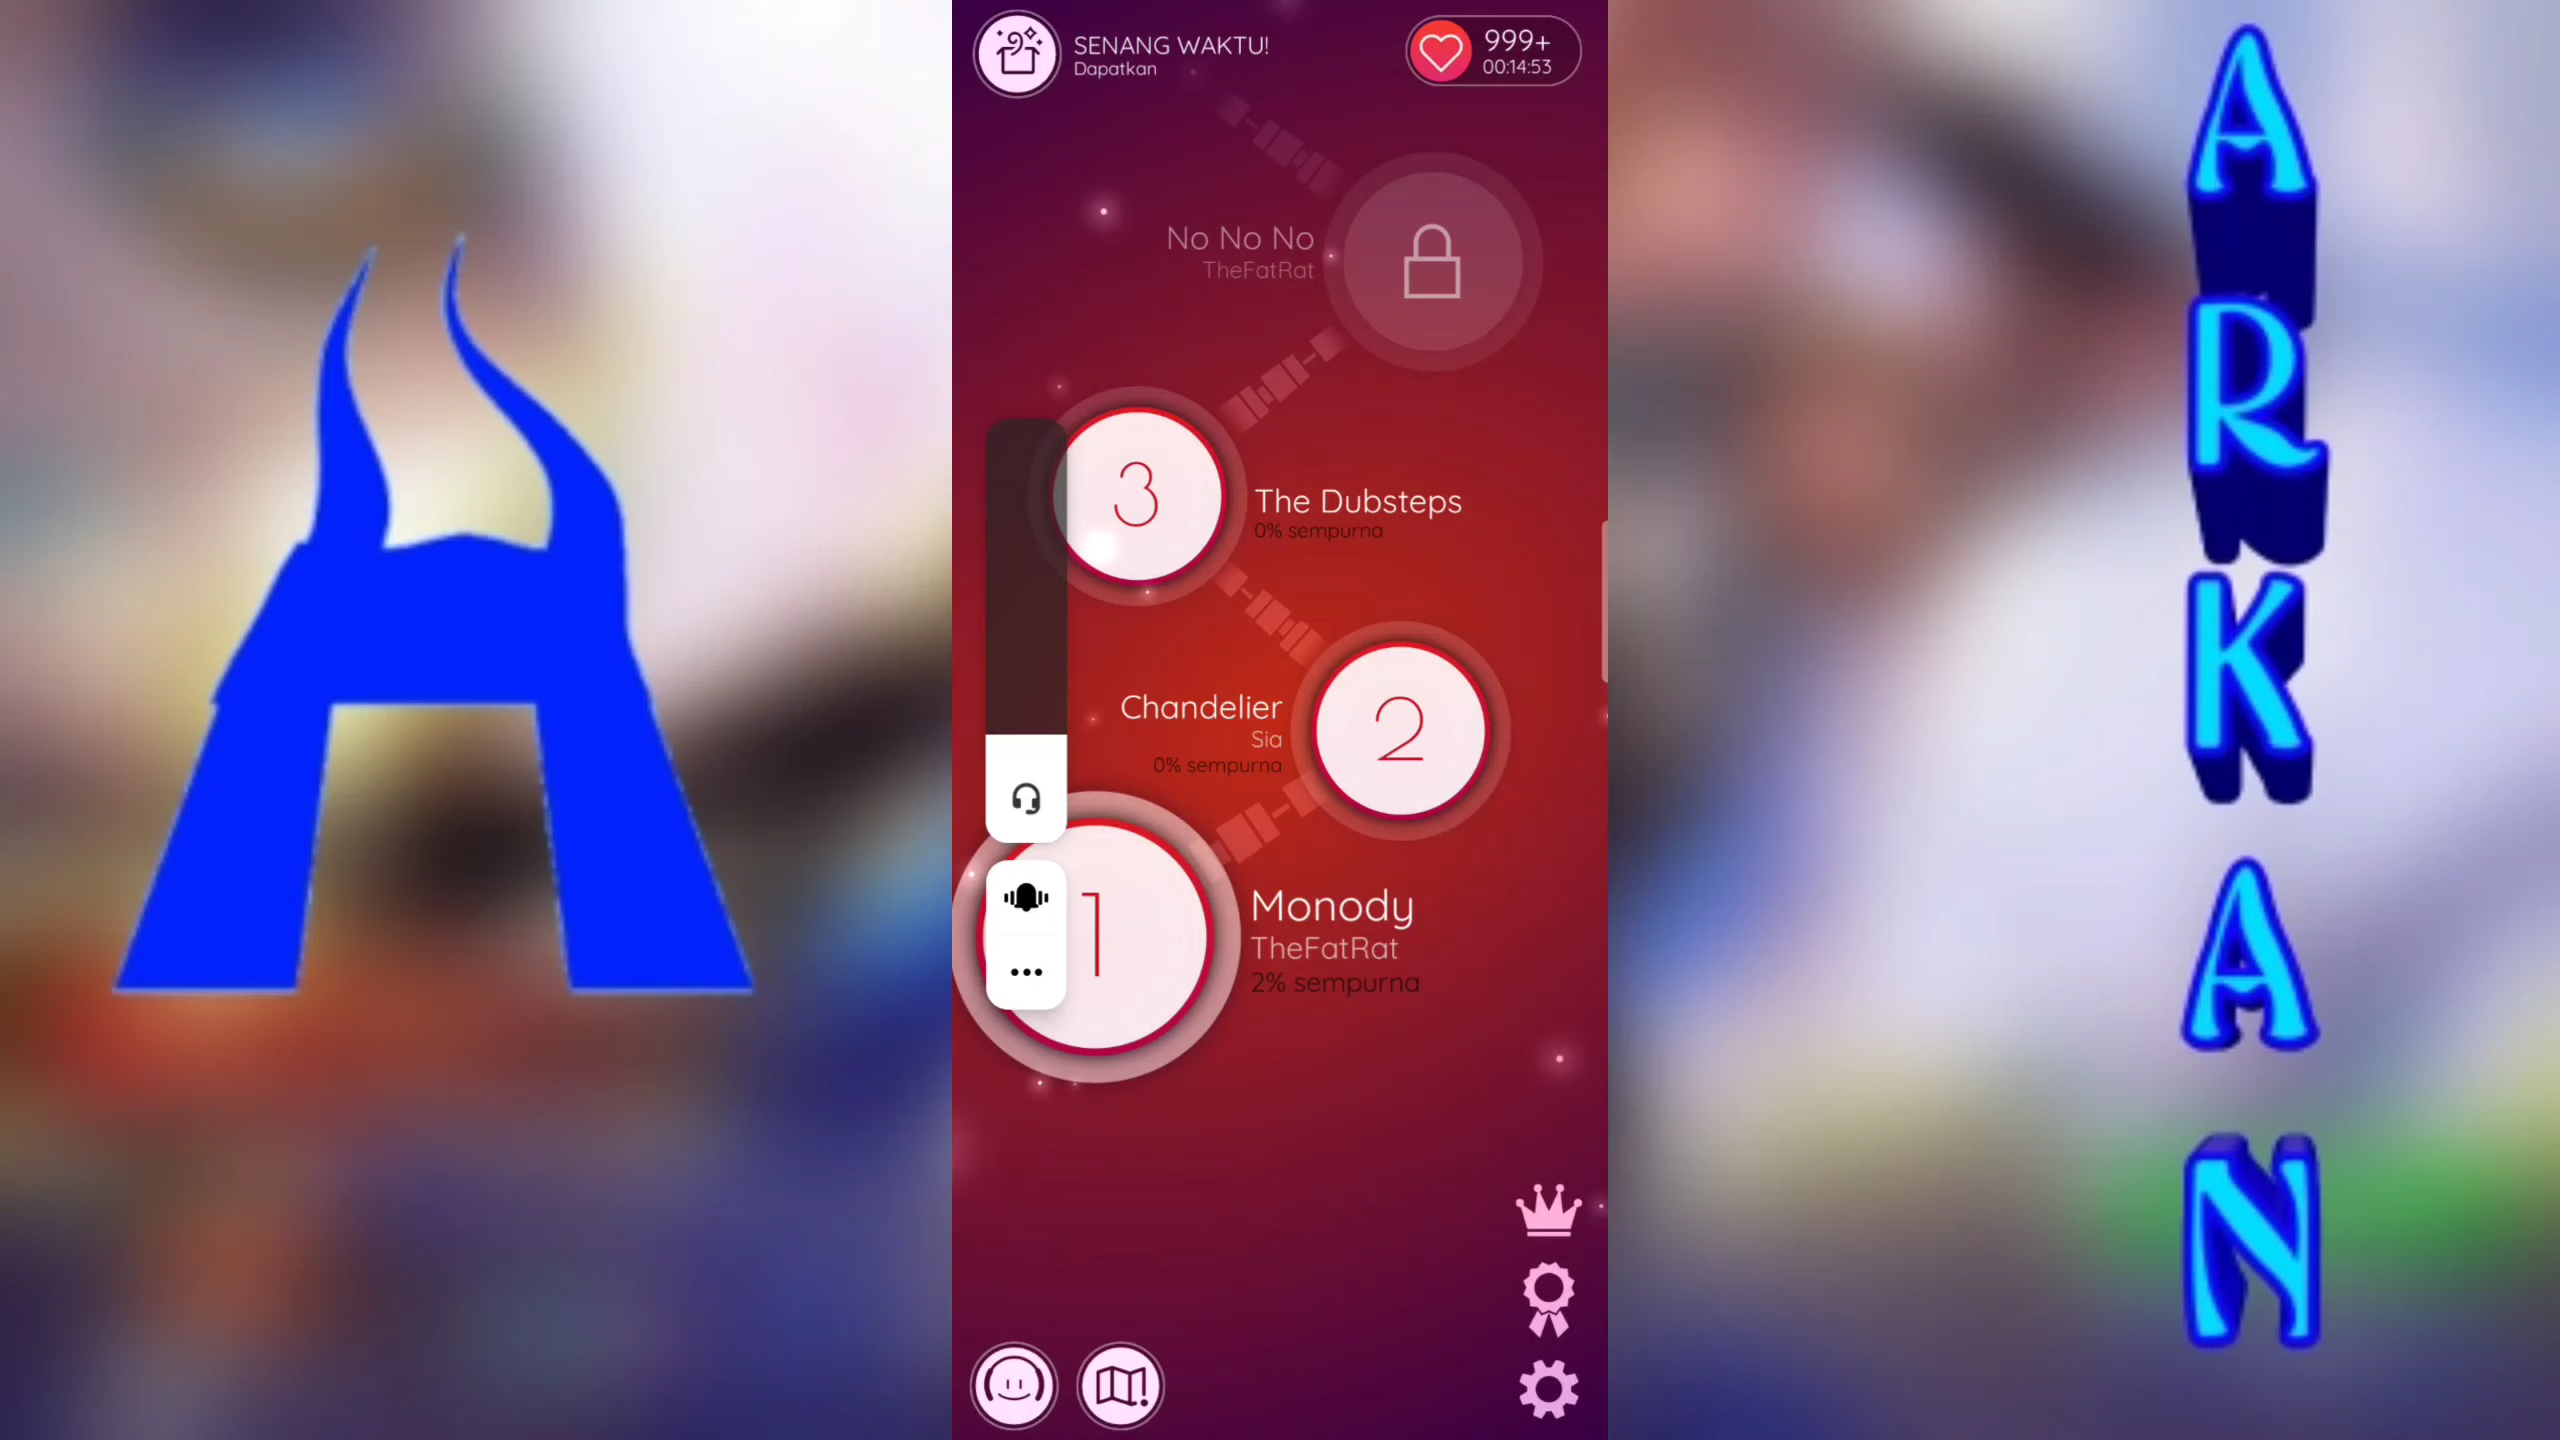 SENANG WAKTU!
Dapatkan
999+
00:14:53
No No No
TheFatRat
3
The Dubsteps
0% sempurna
Chandelier
Sia
0% sempurna
2
1
Monody
TheFatRat
2% sempurna
A
R
K
A
N